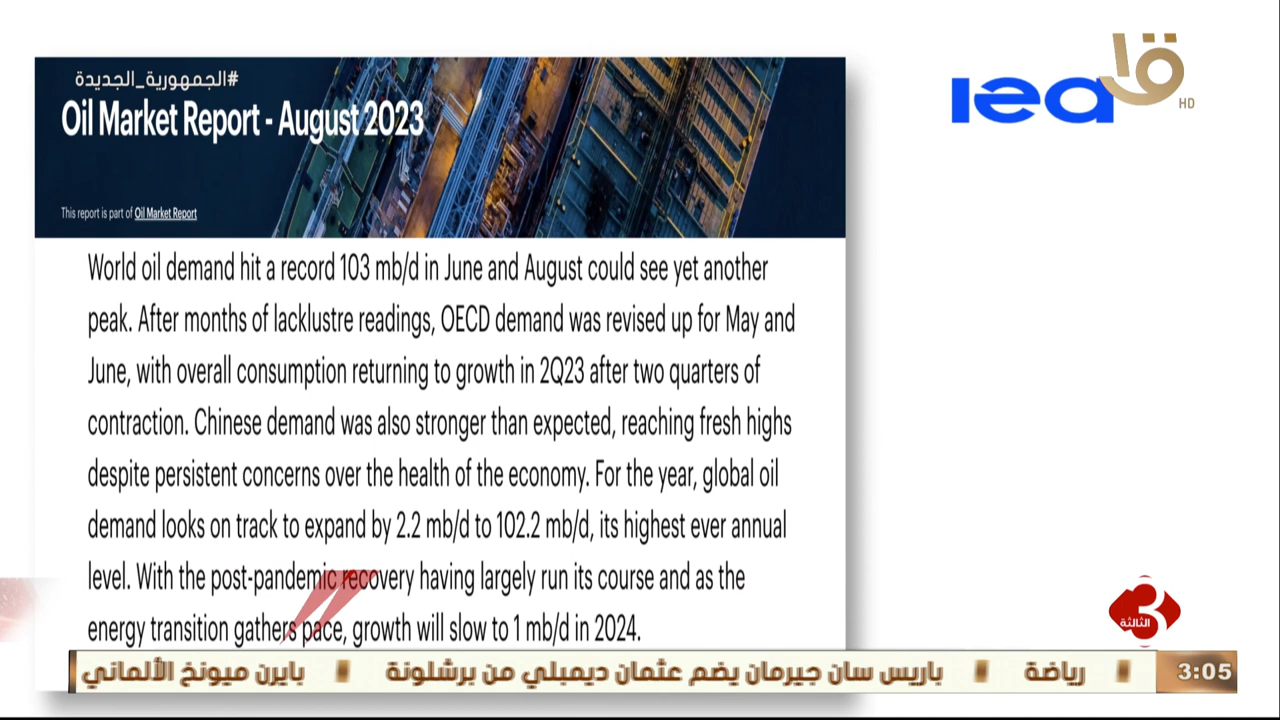 #الجمهورية_الجديدة
Oil Market Report - August 2023
This report is part of Oil Market Report
iea
HD
World oil demand hit a record 103 mb/d in June and August could see yet another
peak. After months of lacklustre readings, OECD demand was revised up for May and
June, with overall consumption returning to growth in 2Q23 after two quarters of
contraction. Chinese demand was also stronger than expected, reaching fresh highs
despite persistent concerns over the health of the economy. For the year, global oil
demand looks on track to expand by 2.2 mb/d to 102.2 mb/d, its highest ever annual
level. With the post-pandemic recovery having largely run its course and as the
energy transition gathers pace, growth will slow to 1 mb/d in 2024.
3
الثالثة
3:05 رياضة باريس سان جيرمان يضم عثمان ديمبلي من برشلونة بايرن ميونخ الألماني